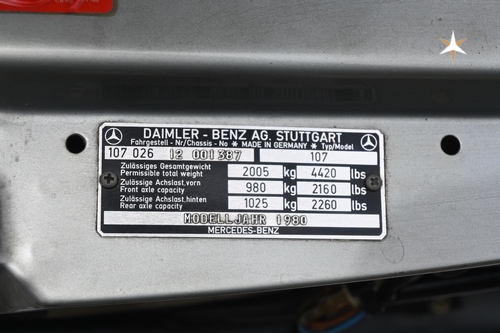 DAIMLER - BENZ AG. STUTTGART
Fahrgestell - Nr/Chassis - No * MADE IN GERMANY * Typ/Model
107 026 12 001387 107
Zulässiges Gesamtgewicht
Permissible total weight 2005 kg 4420 lbs
Zulässige Achslast.vorn
Front axle capacity 980 kg 2160 lbs
Zulässige Achslast.hinten
Rear axle capacity 1025 kg 2260 lbs
MODELLJAHR 1980
MERCEDES-BENZ